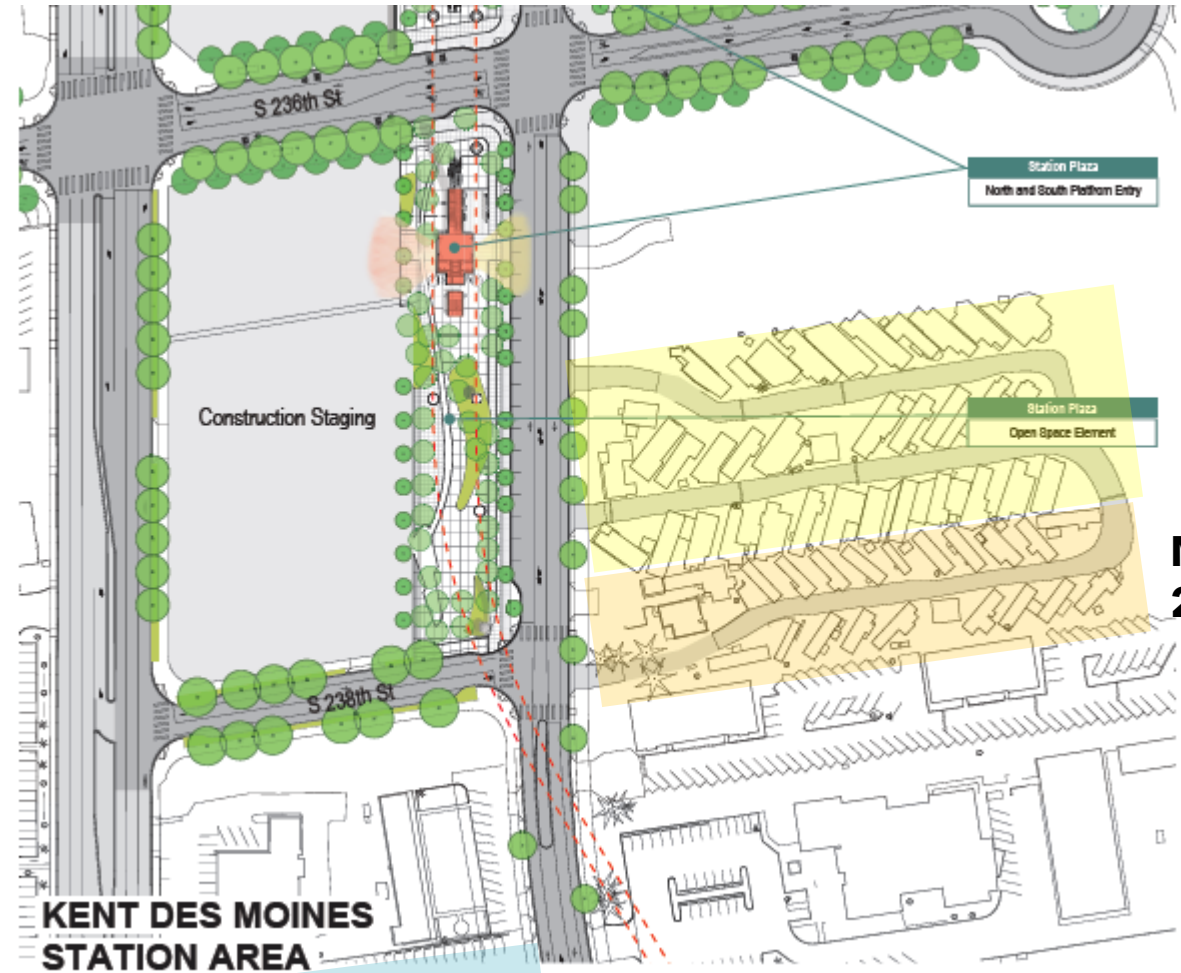 S 236th St
Station Plaza
North and South Platfrom Entry
Construction Staging
Station Plaza
Open Space Element
S 238th St
KENT DES MOINES
STATION AREA